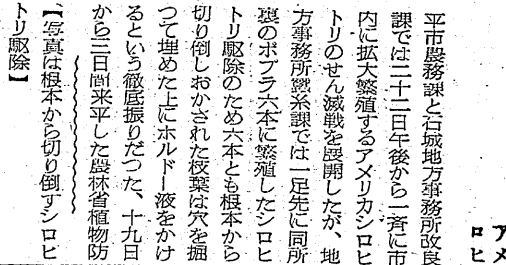 アメ
ロヒ
平市農務課と石城地方事務所改良
課では二十二日午後から一斉に市
内に拡大繁殖するアメリカシロヒ
トリのせん滅戦を展開したが、地
方事務所蚕糸課では一足先に同所
裏のポプラ六本に繁殖したシロヒ
トリ駆除のため六本とも根本から
切り倒しおかされた枝葉は穴を掘
つて埋めた上にホルドー液をかけ
るという徹底振りだつた、十九日
から三日間来平した農林省植物防
【写真は根本から切り倒すシロヒ
トリ駆除】